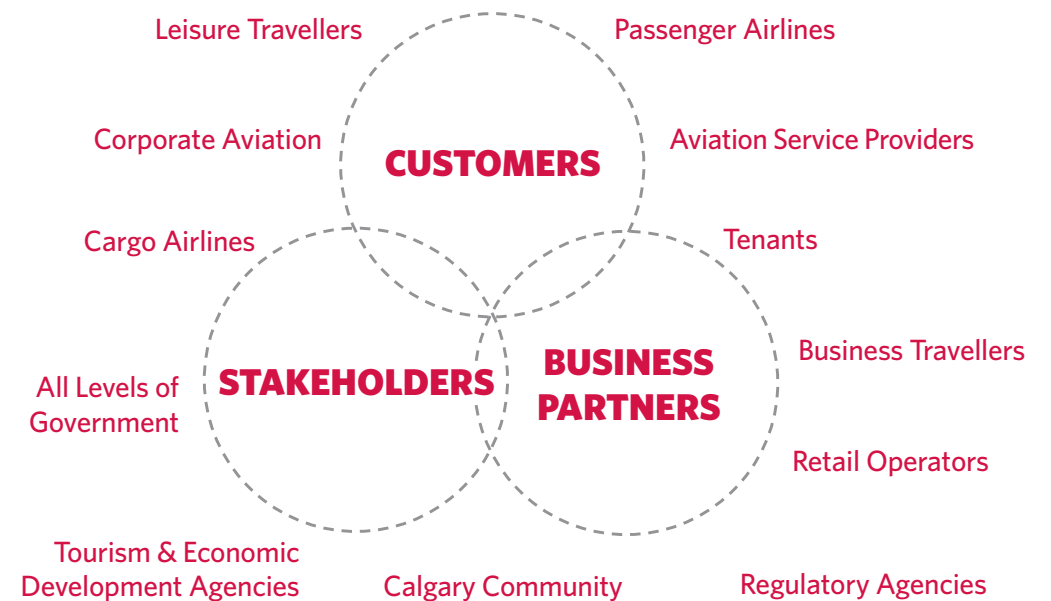 Leisure Travellers
Passenger Airlines
Corporate Aviation
CUSTOMERS
Aviation Service Providers
Cargo Airlines
Tenants
All Levels of
Government
STAKEHOLDERS
BUSINESS
PARTNERS
Business Travellers
Retail Operators
Tourism & Economic
Development Agencies
Calgary Community
Regulatory Agencies